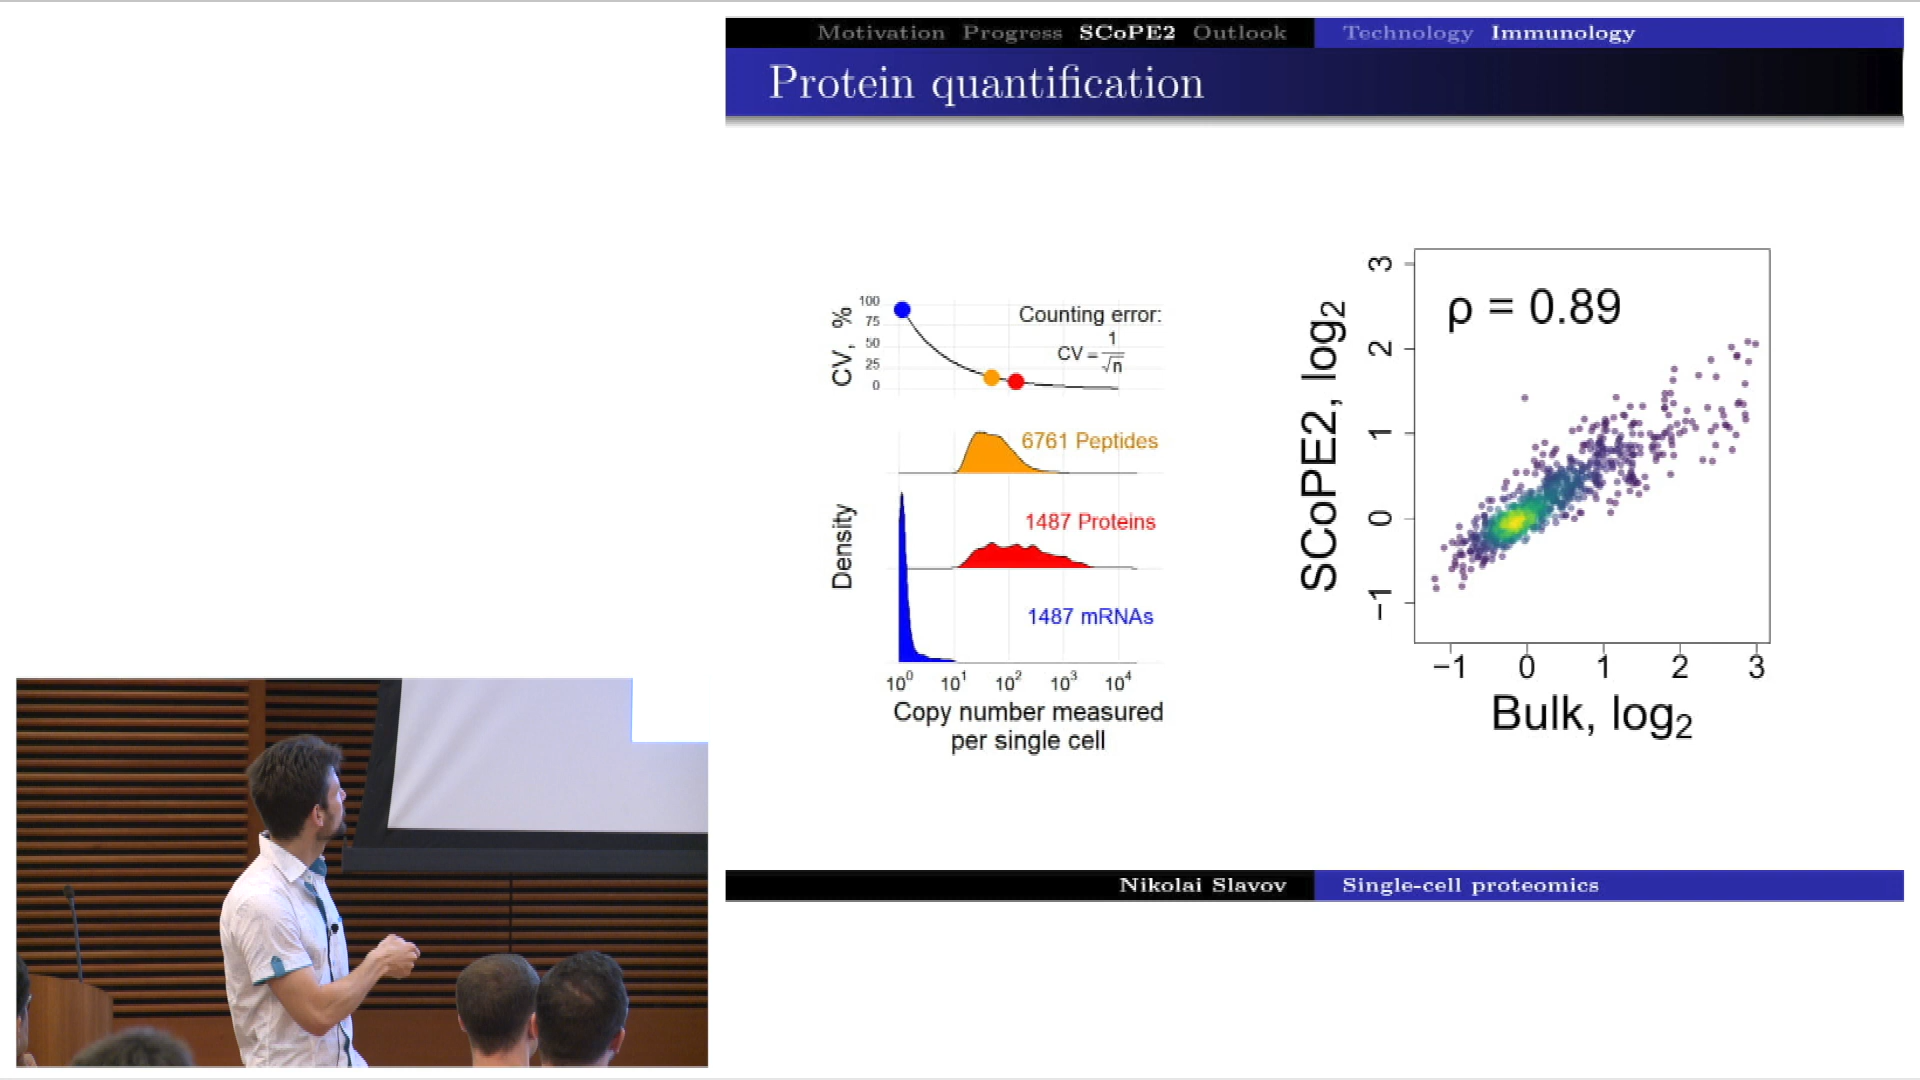 Motivation Progress SCoPE2 Outlook
Technology Immunology
Protein quantification
100
75
50
25
0
CV, %
Counting error:
CV = 1/√n
6761 Peptides
1487 Proteins
1487 mRNAs
Density
10⁰ 10¹ 10² 10³ 10⁴
Copy number measured
per single cell
ρ = 0.89
3
2
1
0
−1
SCoPE2, log₂
−1 0 1 2 3
Bulk, log₂
Nikolai Slavov
Single-cell proteomics